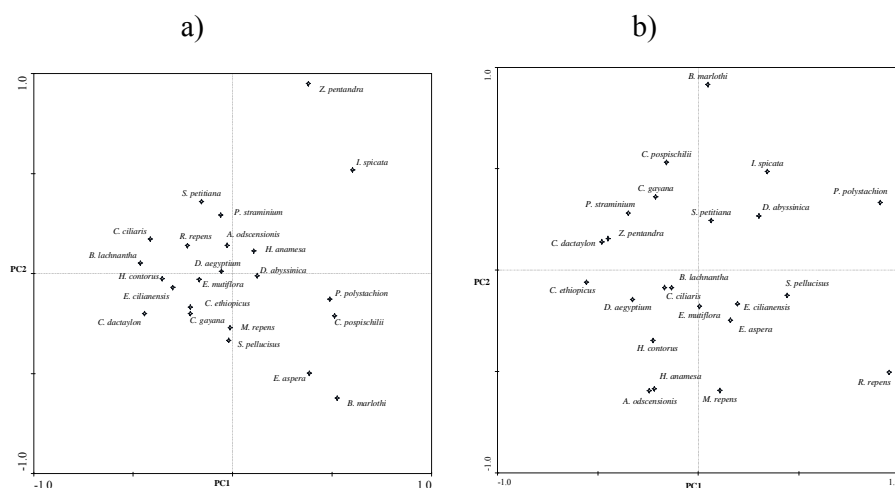 a)
b)
1.0
Z. pentandra
I. spicata
S. petitiana
P. straminium
C. ciliaris
R. repens
A. odscensionis
B. lachnantha
H. anamesa
D. aegyptium
PC2
H. contorus
E. mutiflora
D. abyssinica
E. cilianensis
P. polystachion
C. ethiopicus
C. dactaylon
C. gayana
C. pospischilii
M. repens
S. pellucisus
E. aspera
B. marlothi
-1.0
-1.0
PC1
1.0
1.0
B. marlothi
C. pospischilii
I. spicata
C. gayana
P. polystachion
P. straminium
S. petitiana
D. abyssinica
Z. pentandra
C. dactaylon
PC2
B. lachnantha
C. ethiopicus
C. ciliaris
S. pellucisus
D. aegyptium
E. mutiflora
E. cilianensis
E. aspera
H. contorus
R. repens
H. anamesa
A. odscensionis
M. repens
-1.0
-1.0
PC1